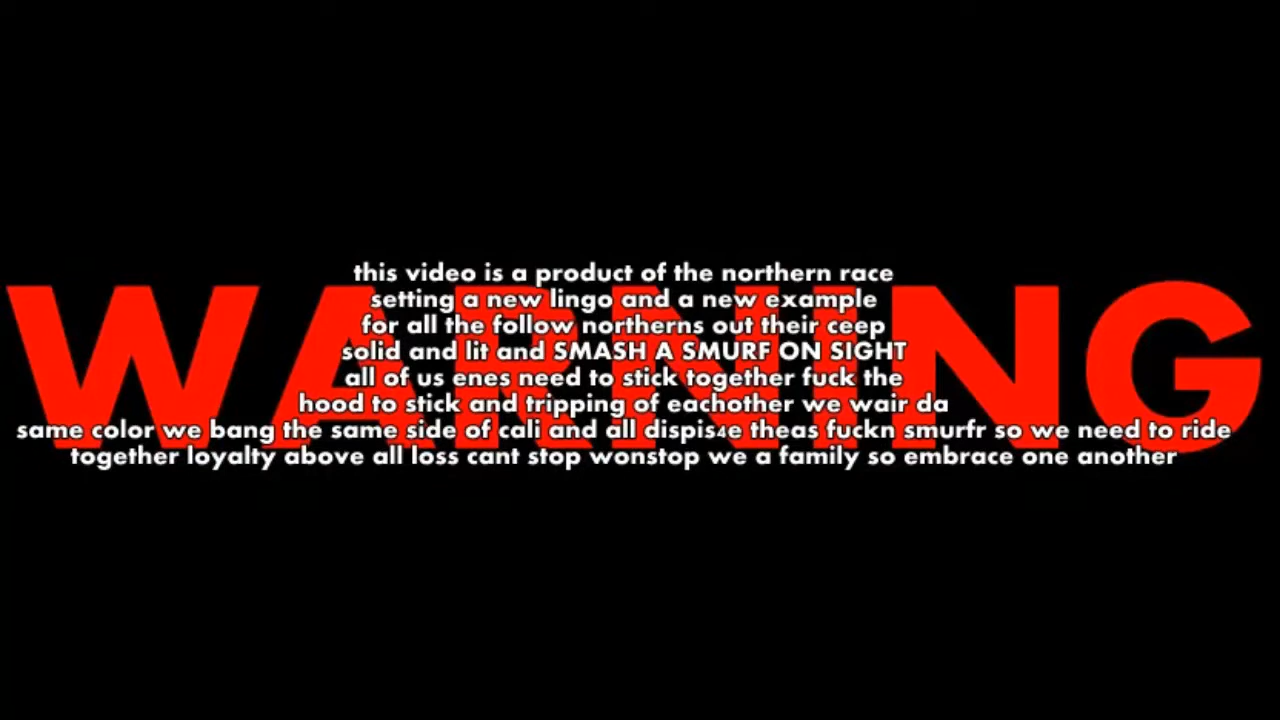 this video is a product of the northern race
setting a new lingo and a new example
for all the follow northerns out their ceep
solid and lit and SMASH A SMURF ON SIGHT
all of us enes need to stick together fuck the
hood to stick and tripping of eachother we wair da
same color we bang the same side of cali and all dispis4e theas fuckn smurfr so we need to ride
together loyalty above all loss cant stop wonstop we a family so embrace one another
WARNING